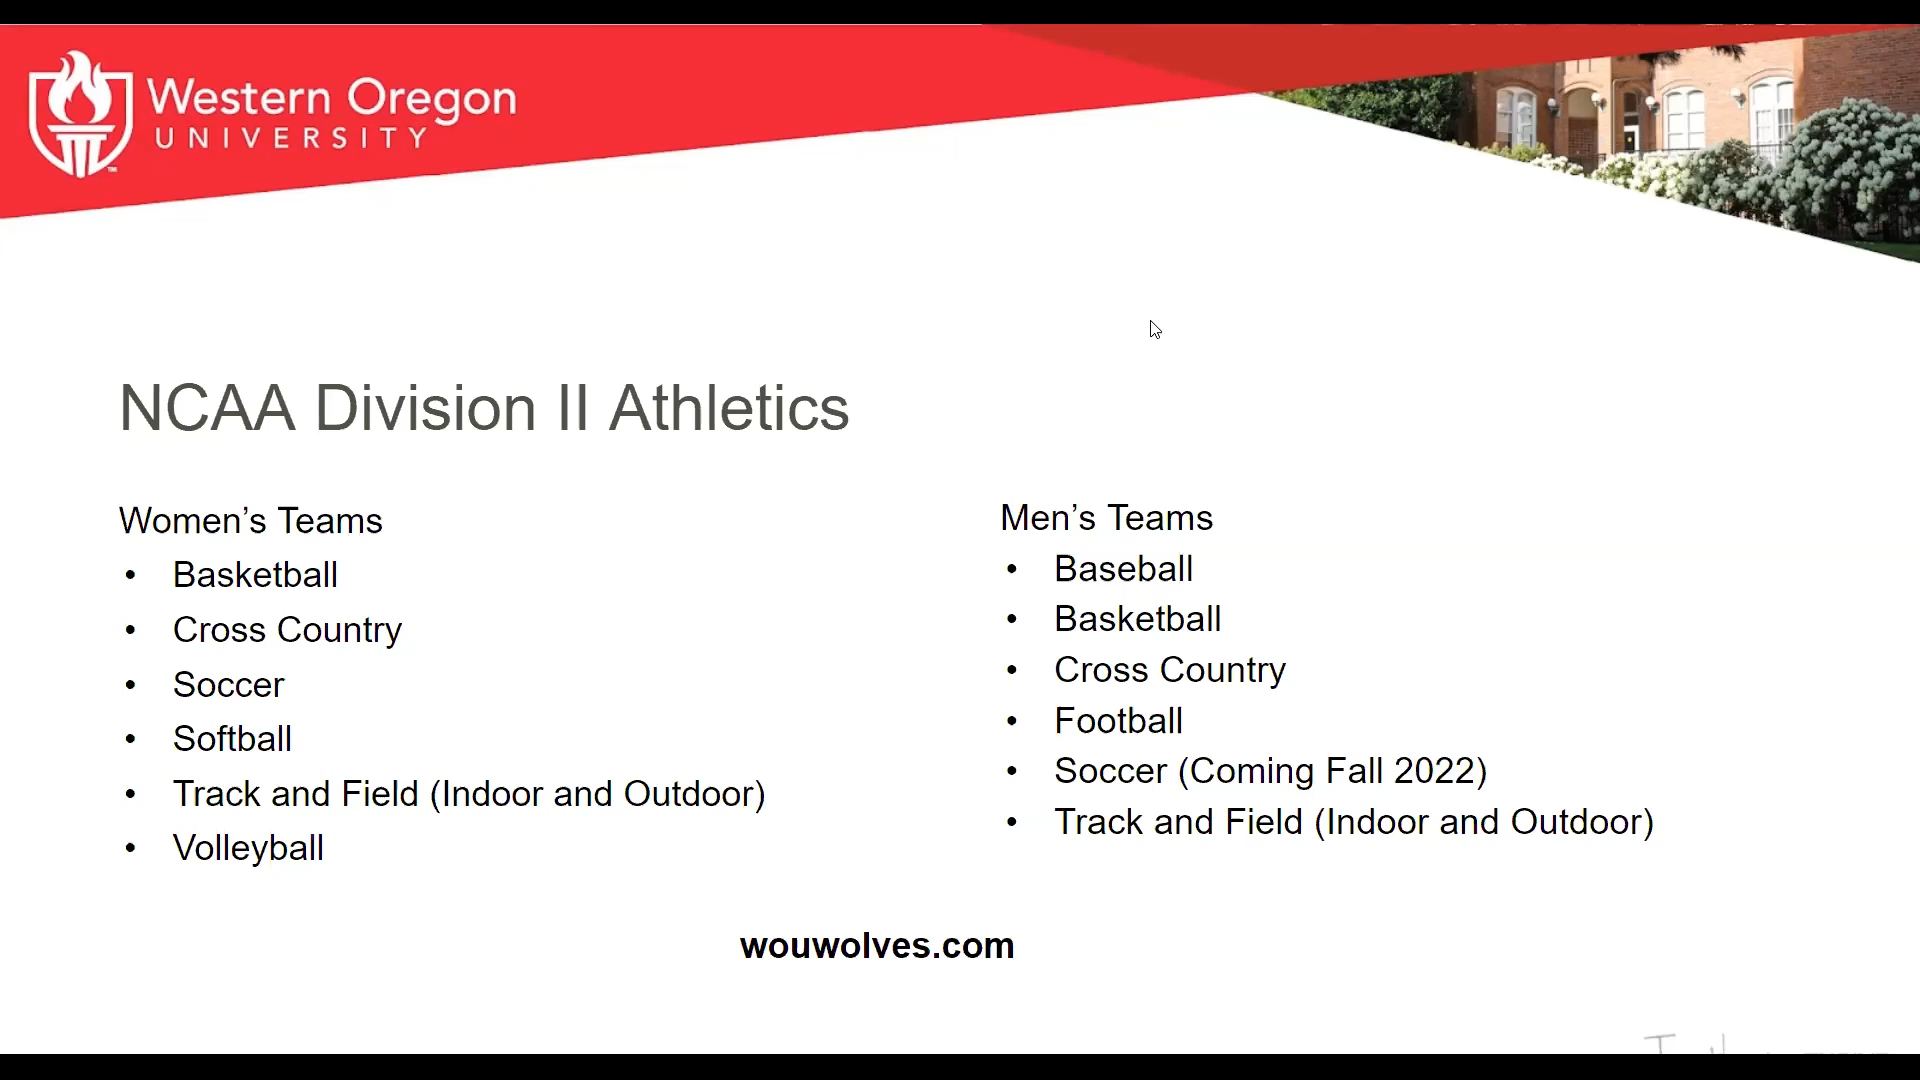 Western Oregon
UNIVERSITY
NCAA Division II Athletics
Women’s Teams
• Basketball
• Cross Country
• Soccer
• Softball
• Track and Field (Indoor and Outdoor)
• Volleyball
Men’s Teams
• Baseball
• Basketball
• Cross Country
• Football
• Soccer (Coming Fall 2022)
• Track and Field (Indoor and Outdoor)
wouwolves.com